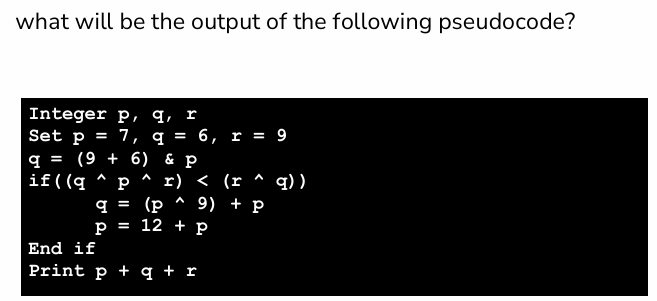 what will be the output of the following pseudocode?
Integer p, q, r
Set p = 7, q = 6, r = 9
q = (9 + 6) & p
if((q ^ p ^ r) < (r ^ q))
q = (p ^ 9) + p
p = 12 + p
End if
Print p + q + r